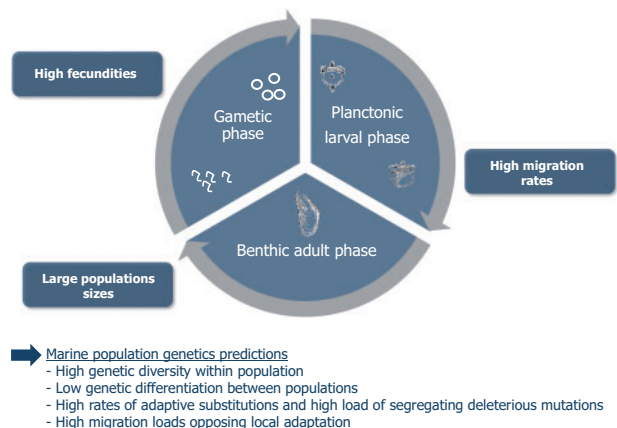 High fecundities
Gametic
phase
Planctonic
larval phase
High migration
rates
Benthic adult phase
Large populations
sizes
Marine population genetics predictions
- High genetic diversity within population
- Low genetic differentiation between populations
- High rates of adaptive substitutions and high load of segregating deleterious mutations
- High migration loads opposing local adaptation